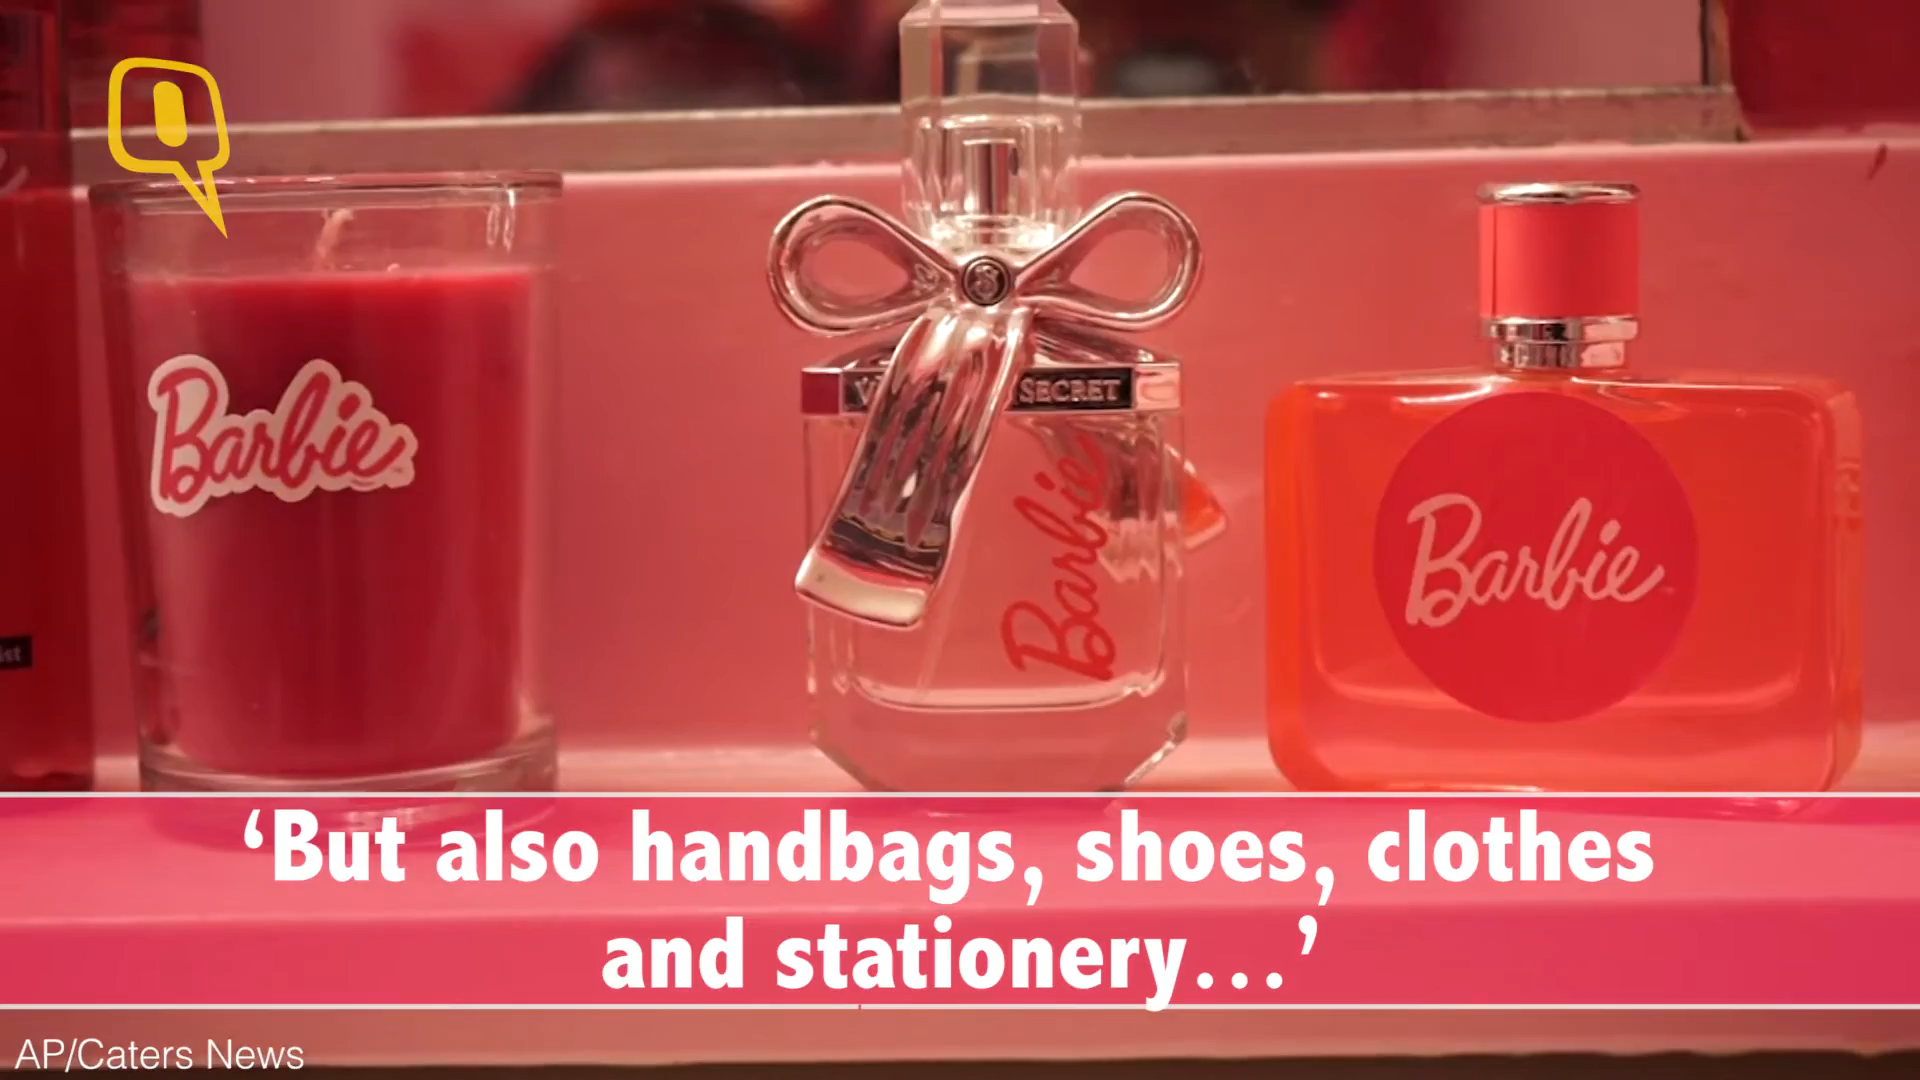 Barbie
SECRET
Barbie
Barbie
‘But also handbags, shoes, clothes
and stationery...’
AP/Caters News